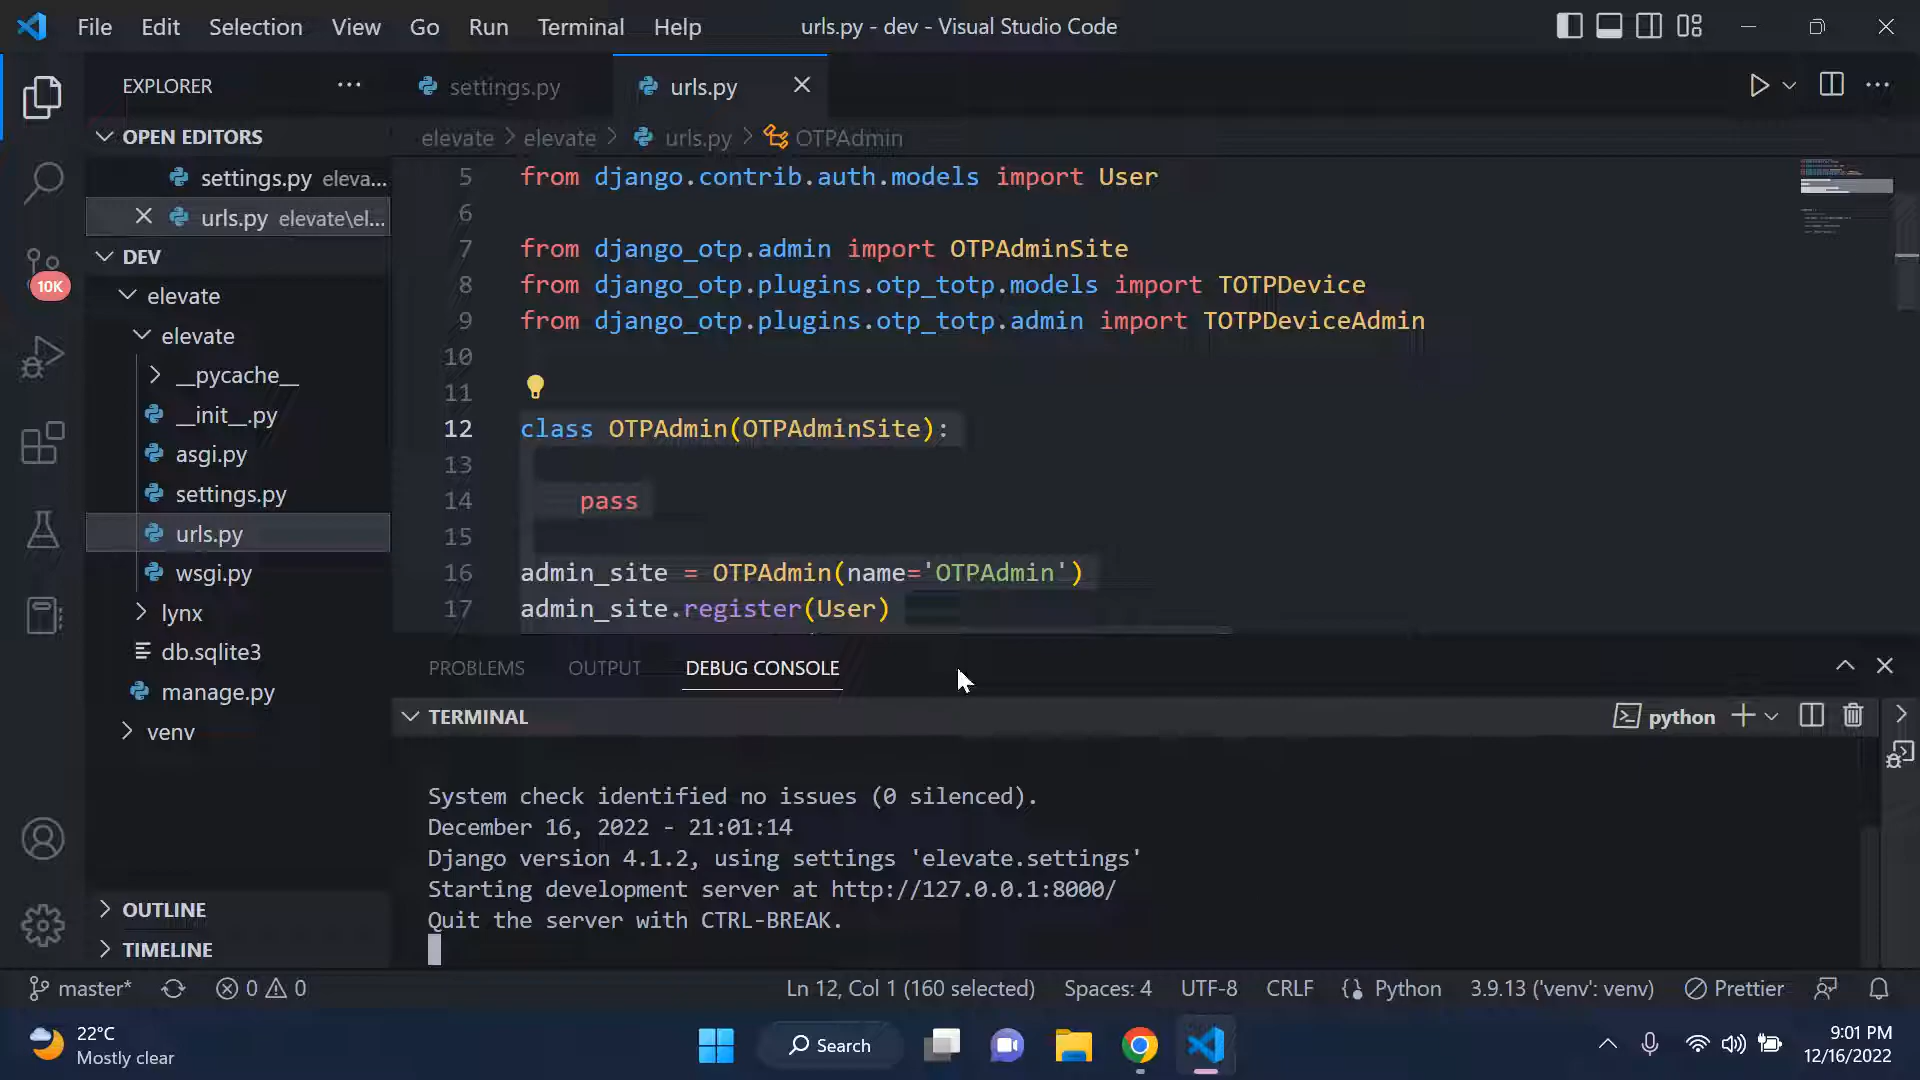 File Edit Selection View Go Run Terminal Help
urls.py - dev - Visual Studio Code
EXPLORER
settings.py
urls.py
OPEN EDITORS
settings.py eleva...
urls.py elevate\el...
DEV
elevate
elevate
__pycache__
__init__.py
asgi.py
settings.py
urls.py
wsgi.py
lynx
db.sqlite3
manage.py
venv
OUTLINE
TIMELINE
10K
elevate > elevate > urls.py > OTPAdmin
5 from django.contrib.auth.models import User
6
7 from django_otp.admin import OTPAdminSite
8 from django_otp.plugins.otp_totp.models import TOTPDevice
9 from django_otp.plugins.otp_totp.admin import TOTPDeviceAdmin
10
11
12 class OTPAdmin(OTPAdminSite):
13
14 pass
15
16 admin_site = OTPAdmin(name='OTPAdmin')
17 admin_site.register(User)
PROBLEMS OUTPUT DEBUG CONSOLE
TERMINAL
python
System check identified no issues (0 silenced).
December 16, 2022 - 21:01:14
Django version 4.1.2, using settings 'elevate.settings'
Starting development server at http://127.0.0.1:8000/
Quit the server with CTRL-BREAK.
master* 0 0 Ln 12, Col 1 (160 selected) Spaces: 4 UTF-8 CRLF Python 3.9.13 ('venv': venv) Prettier
22°C
Mostly clear
Search
9:01 PM
12/16/2022